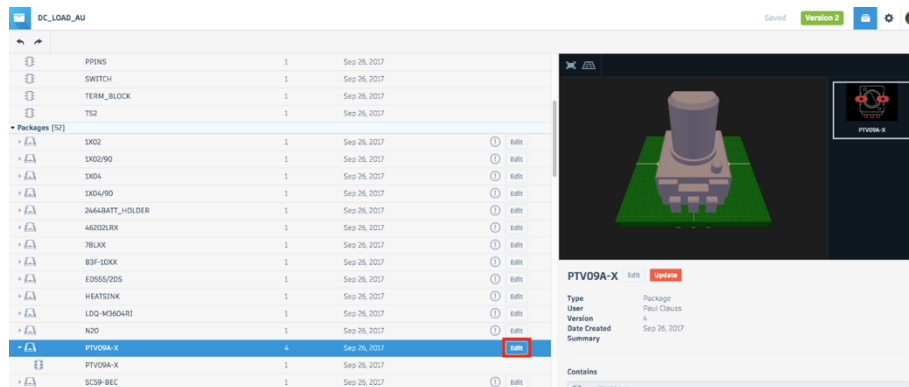 DC_LOAD_AU Saved Version 2
PPINS 1 Sep 26, 2017
SWITCH 1 Sep 26, 2017
TERM_BLOCK 1 Sep 26, 2017
TS2 1 Sep 26, 2017
Packages [52]
1X02 1 Sep 26, 2017 Edit
1X02/90 1 Sep 26, 2017 Edit
1X04 1 Sep 26, 2017 Edit
1X04/90 1 Sep 26, 2017 Edit
2464BATT_HOLDER 1 Sep 26, 2017 Edit
46202LRX 1 Sep 26, 2017 Edit
78LXX 1 Sep 26, 2017 Edit
B3F-10XX 1 Sep 26, 2017 Edit
ED555/2DS 1 Sep 26, 2017 Edit
HEATSINK 1 Sep 26, 2017 Edit
LDQ-M3604RI 1 Sep 26, 2017 Edit
N20 1 Sep 26, 2017 Edit
PTV09A-X 4 Sep 26, 2017 Edit
PTV09A-X 1 Sep 26, 2017
SC59-BEC 1 Sep 26, 2017 Edit
PTV09A-X
PTV09A-X Edit Update
Type Package
User Paul Clauss
Version 4
Date Created Sep 26, 2017
Summary
Contains